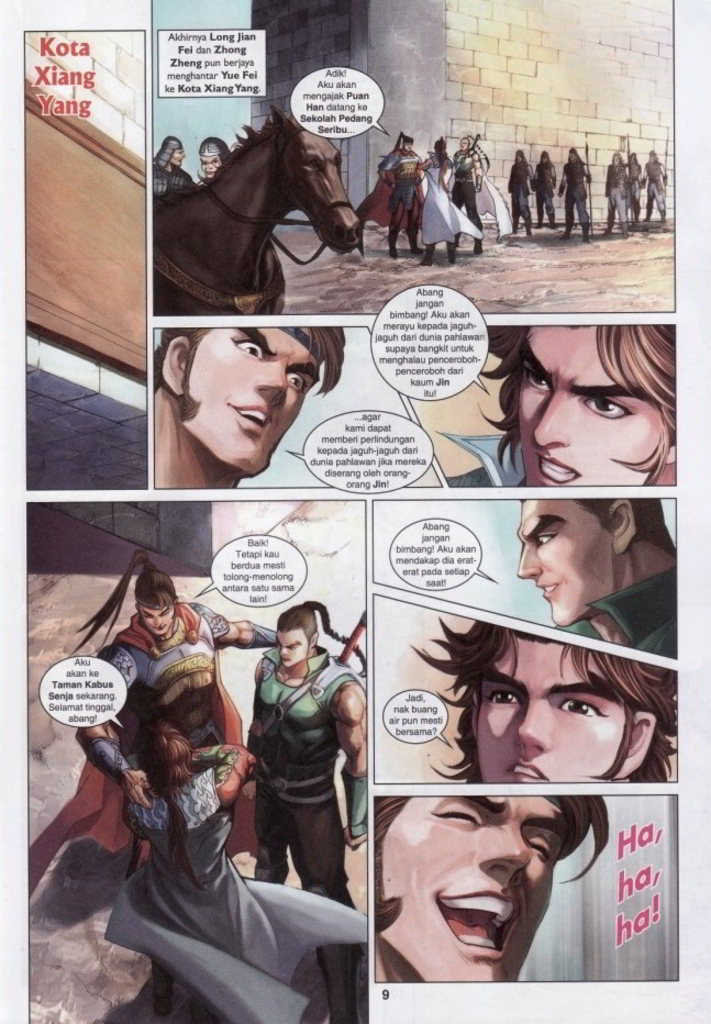 Kota
Xiang
Yang
Akhirnya Long Jian
Fei dan Zhong
Zheng pun berjaya
menghantar Yue Fei
ke Kota Xiang Yang.
Adik!
Aku akan
mengajak Puan
Han datang ke
Sekolah Pedang
Seribu...
Abang
jangan
bimbang! Aku akan
merayu kepada jaguh-
jaguh dari dunia pahlawan
supaya bangkit untuk
menghalau penceroboh-
penceroboh dari
kaum Jin
itu!
...agar
kami dapat
memberi perlindungan
kepada jaguh-jaguh dari
dunia pahlawan jika mereka
diserang oleh orang-
orang Jin!
Baik!
Tetapi kau
berdua mesti
tolong-menolong
antara satu sama
lain!
Aku
akan ke
Taman Kabus
Senja sekarang.
Selamat tinggal,
abang!
Abang
jangan
bimbang! Aku akan
mendakap dia erat-
erat pada setiap
saat!
Jadi,
nak buang
air pun mesti
bersama?
Ha,
ha,
ha!
9